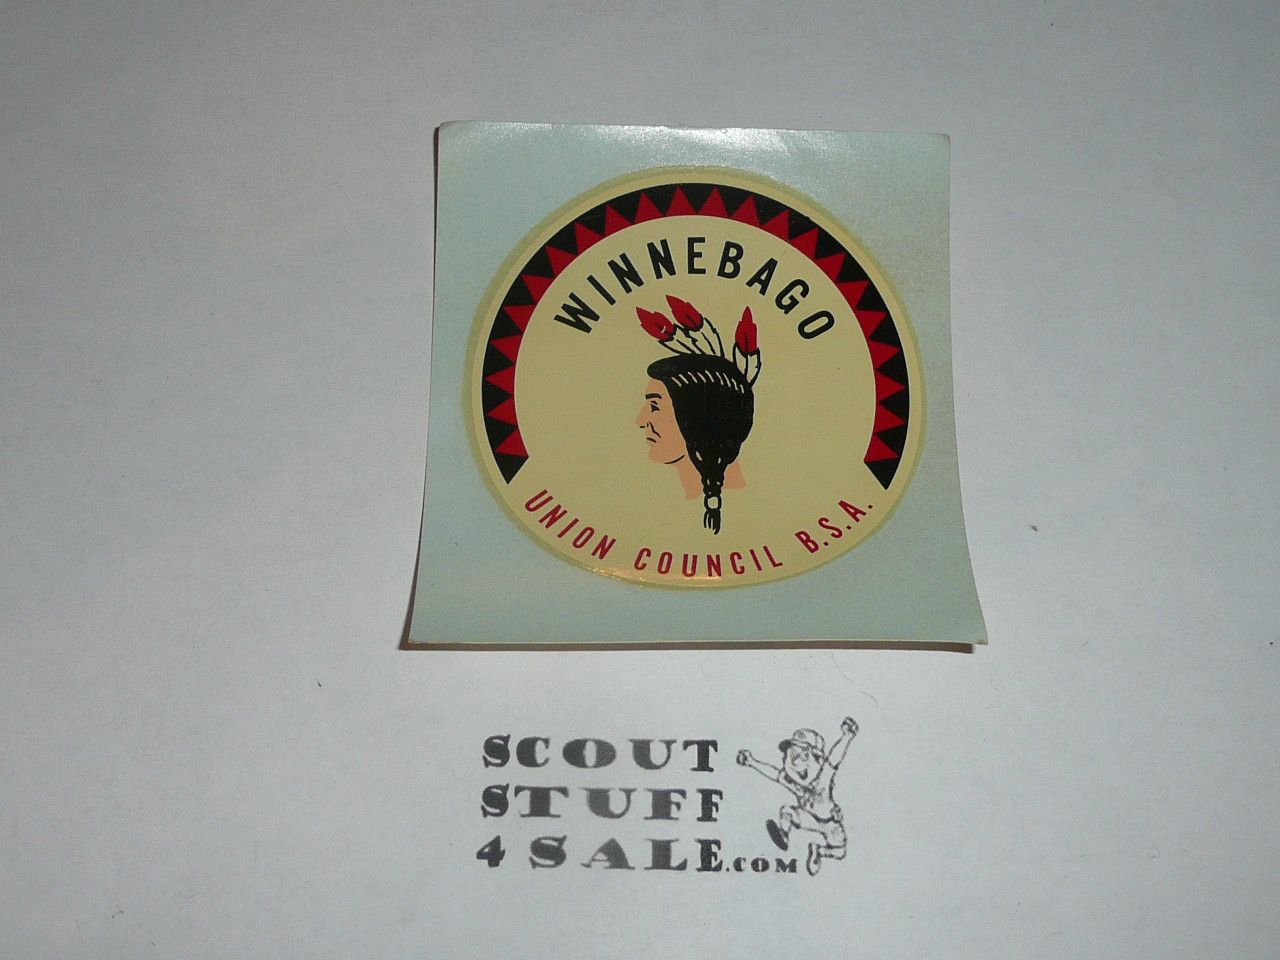 WINNEBAGO
UNION COUNCIL B.S.A.
SCOUT
STUFF
4 SALE.COM